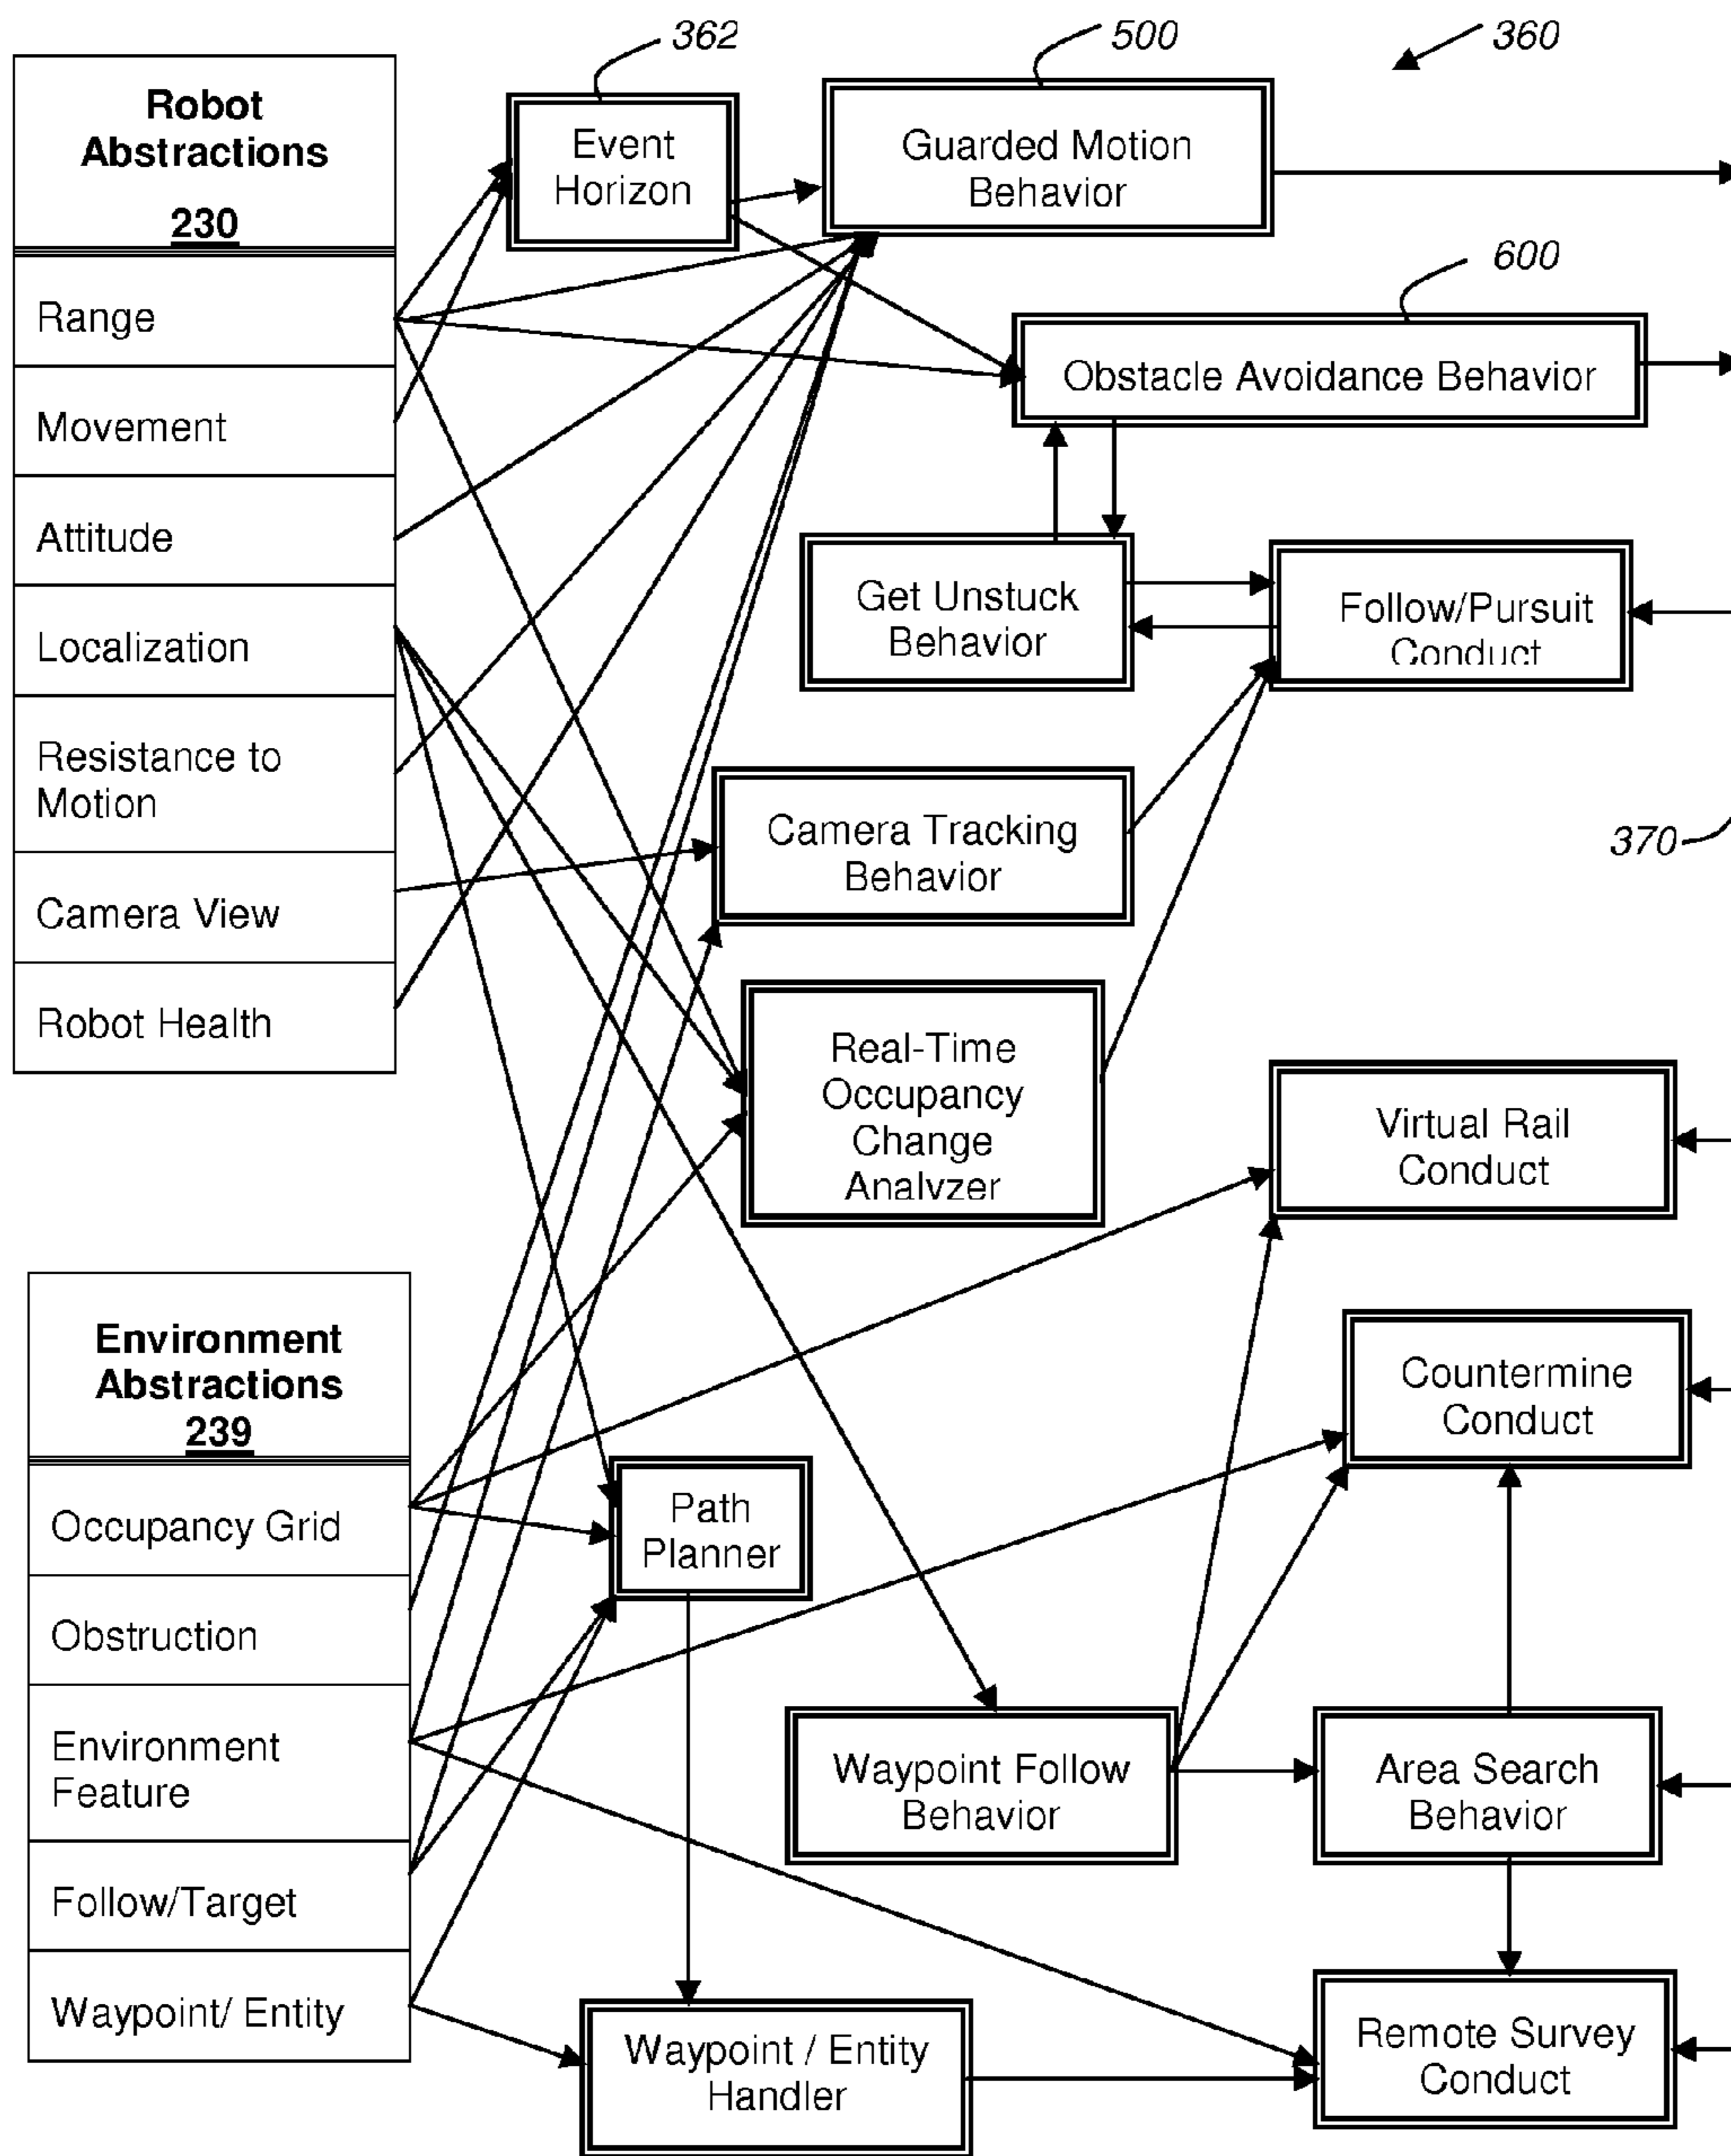 362
500
360
Robot
Abstractions
230
Range
Movement
Attitude
Localization
Resistance to
Motion
Camera View
Robot Health
Event
Horizon
Guarded Motion
Behavior
600
Obstacle Avoidance Behavior
Get Unstuck
Behavior
Follow/Pursuit
Conduct
370
Camera Tracking
Behavior
Real-Time
Occupancy
Change
Analyzer
Virtual Rail
Conduct
Environment
Abstractions
239
Occupancy Grid
Obstruction
Environment
Feature
Follow/Target
Waypoint/ Entity
Countermine
Conduct
Path
Planner
Waypoint Follow
Behavior
Area Search
Behavior
Waypoint / Entity
Handler
Remote Survey
Conduct